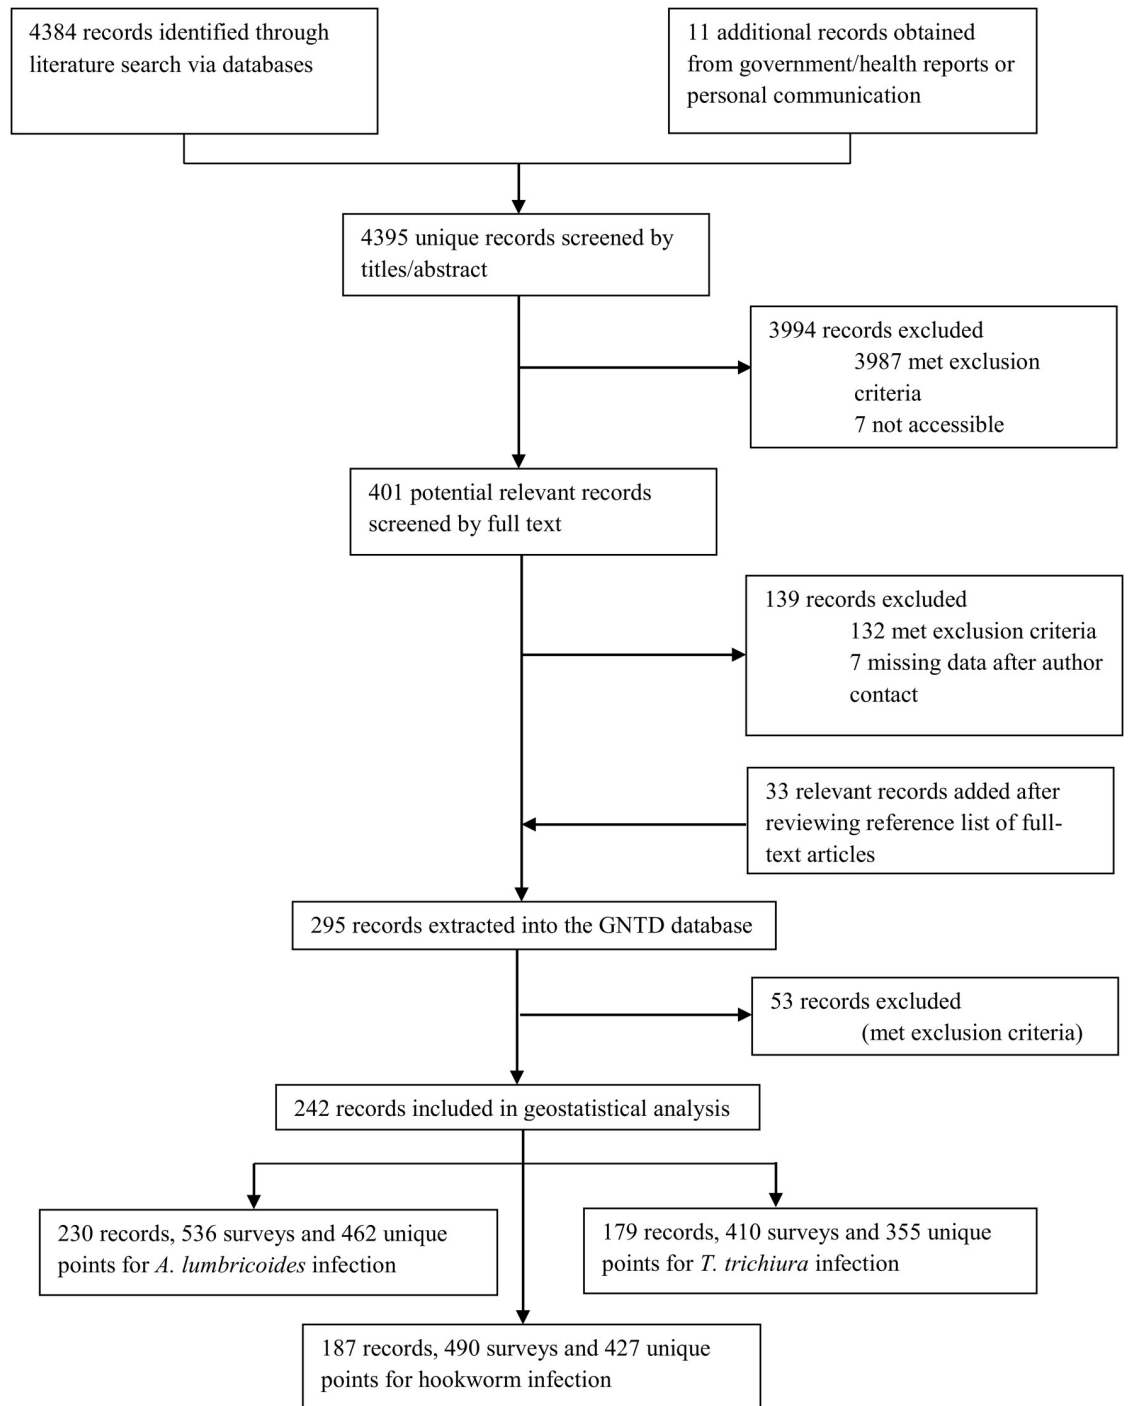 4384 records identified through
literature search via databases
11 additional records obtained
from government/health reports or
personal communication
4395 unique records screened by
titles/abstract
3994 records excluded
3987 met exclusion
criteria
7 not accessible
401 potential relevant records
screened by full text
139 records excluded
132 met exclusion criteria
7 missing data after author
contact
33 relevant records added after
reviewing reference list of full-
text articles
295 records extracted into the GNTD database
53 records excluded
(met exclusion criteria)
242 records included in geostatistical analysis
230 records, 536 surveys and 462 unique
points for A. lumbricoides infection
179 records, 410 surveys and 355 unique
points for T. trichiura infection
187 records, 490 surveys and 427 unique
points for hookworm infection